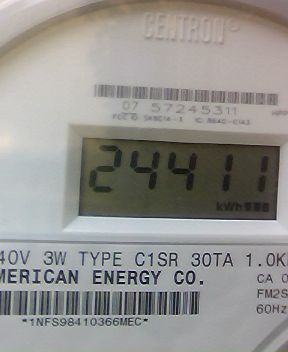 CENTRON®
07 57245311
24411
kWh
40V 3W TYPE C1SR 30TA 1.0K
MERICAN ENERGY CO.
CA 0
FM2S
60Hz
*1NFS98410366MEC*